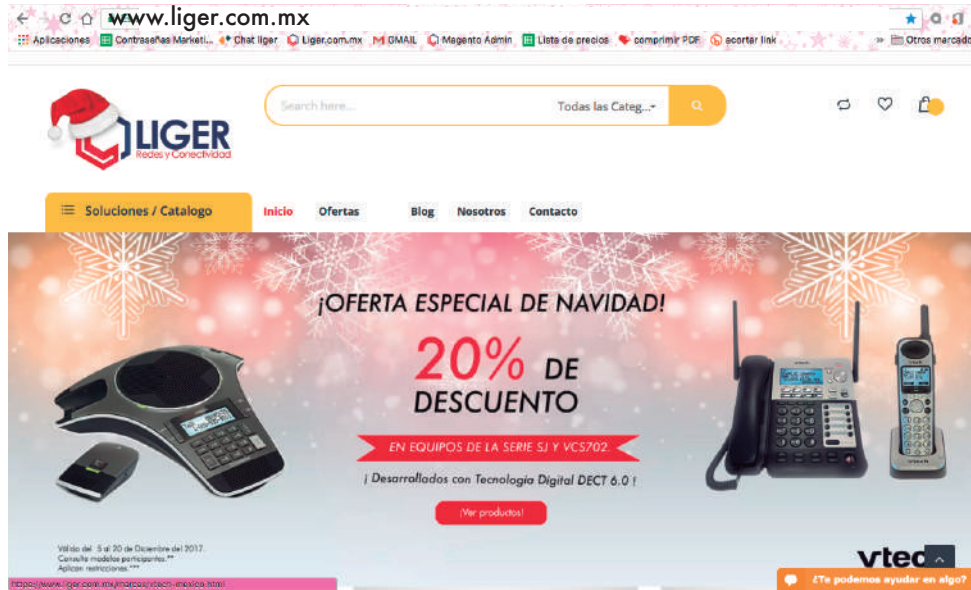 www.liger.com.mx
Aplicaciones Contraseñas Marketi... Chat liger Liger.com.mx GMAIL Magento Admin Lista de precios comprimir PDF acortar link » Otros marcado
Search here... Todas las Categ...
LIGER
Redes y Conectividad
Soluciones / Catalogo Inicio Ofertas Blog Nosotros Contacto
¡OFERTA ESPECIAL DE NAVIDAD!
20% DE
DESCUENTO
EN EQUIPOS DE LA SERIE SJ Y VCS702.
¡ Desarrollados con Tecnología Digital DECT 6.0 !
¡Ver productos!
Válido del 5 al 20 de Diciembre del 2017.
Consulte modelos participantes.**
Aplican restricciones.***
vtec
https://www.liger.com.mx/marcas/vtech-mexico.html
¿Te podemos ayudar en algo?